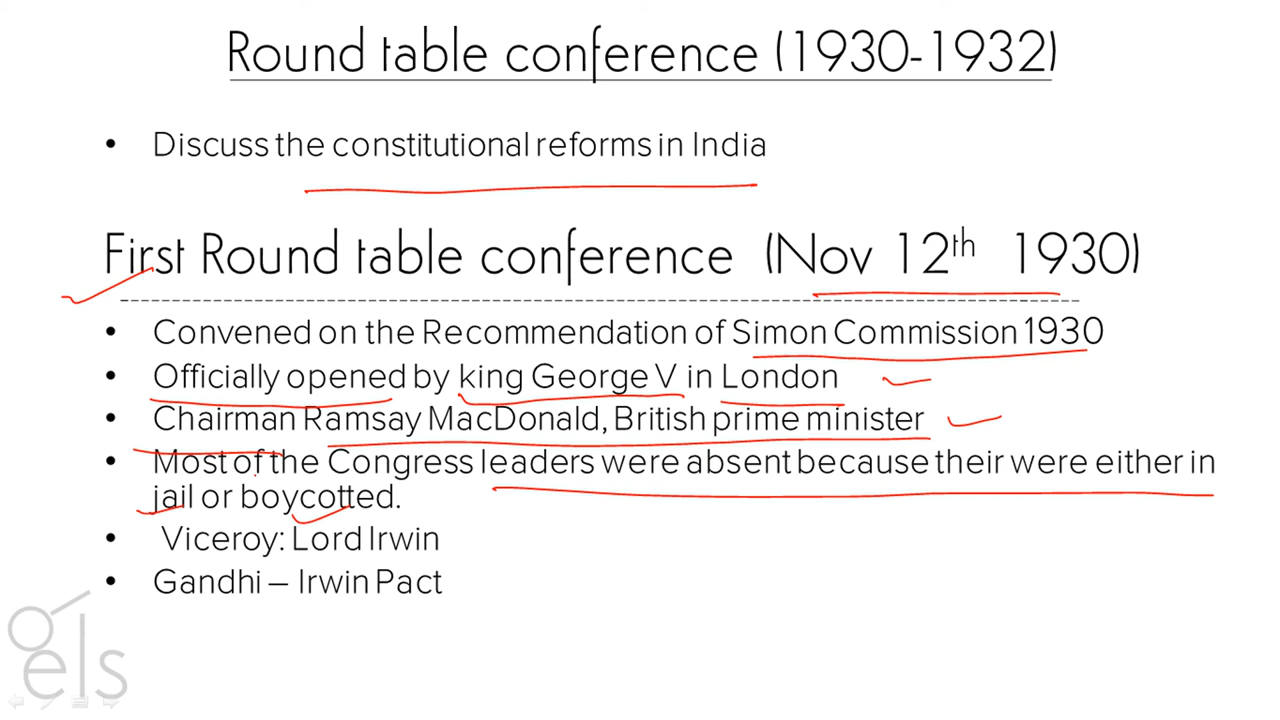 Round table conference (1930-1932)
• Discuss the constitutional reforms in India
First Round table conference (Nov 12th 1930)
• Convened on the Recommendation of Simon Commission 1930
• Officially opened by king George V in London
• Chairman Ramsay MacDonald, British prime minister
• Most of the Congress leaders were absent because their were either in
jail or boycotted.
• Viceroy: Lord Irwin
• Gandhi – Irwin Pact
gels